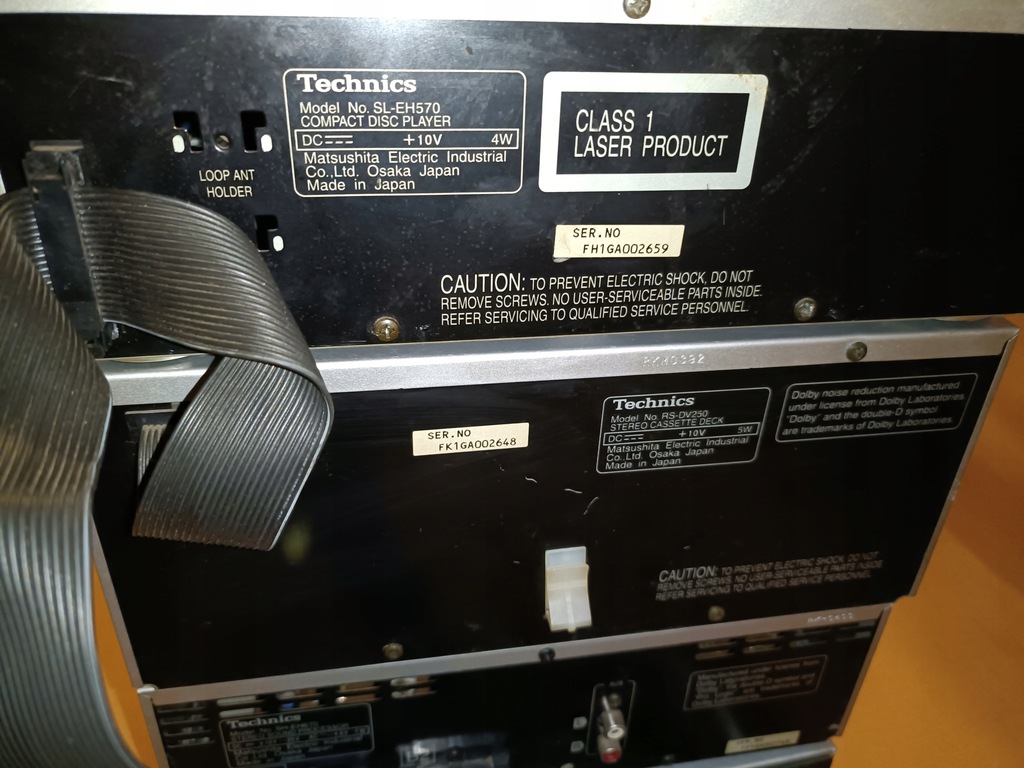 Technics
Model No. SL-EH570
COMPACT DISC PLAYER
DC +10V 4W
Matsushita Electric Industrial
Co.,Ltd. Osaka Japan
Made in Japan
CLASS 1
LASER PRODUCT
LOOP ANT
HOLDER
SER.NO
FH1GA002659
CAUTION: TO PREVENT ELECTRIC SHOCK, DO NOT
REMOVE SCREWS. NO USER-SERVICEABLE PARTS INSIDE.
REFER SERVICING TO QUALIFIED SERVICE PERSONNEL.
SER.NO
FK1GA002648
Technics
Model No. RS-DV250
STEREO CASSETTE DECK
DC +10V 5W
Matsushita Electric Industrial
Co.,Ltd. Osaka Japan
Made in Japan
Dolby noise reduction manufactured
under license from Dolby Laboratories.
"Dolby" and the double-D symbol
are trademarks of Dolby Laboratories.
CAUTION: TO PREVENT ELECTRIC SHOCK, DO NOT
REMOVE SCREWS. NO USER-SERVICEABLE PARTS INSIDE.
REFER SERVICING TO QUALIFIED SERVICE PERSONNEL.
Technics